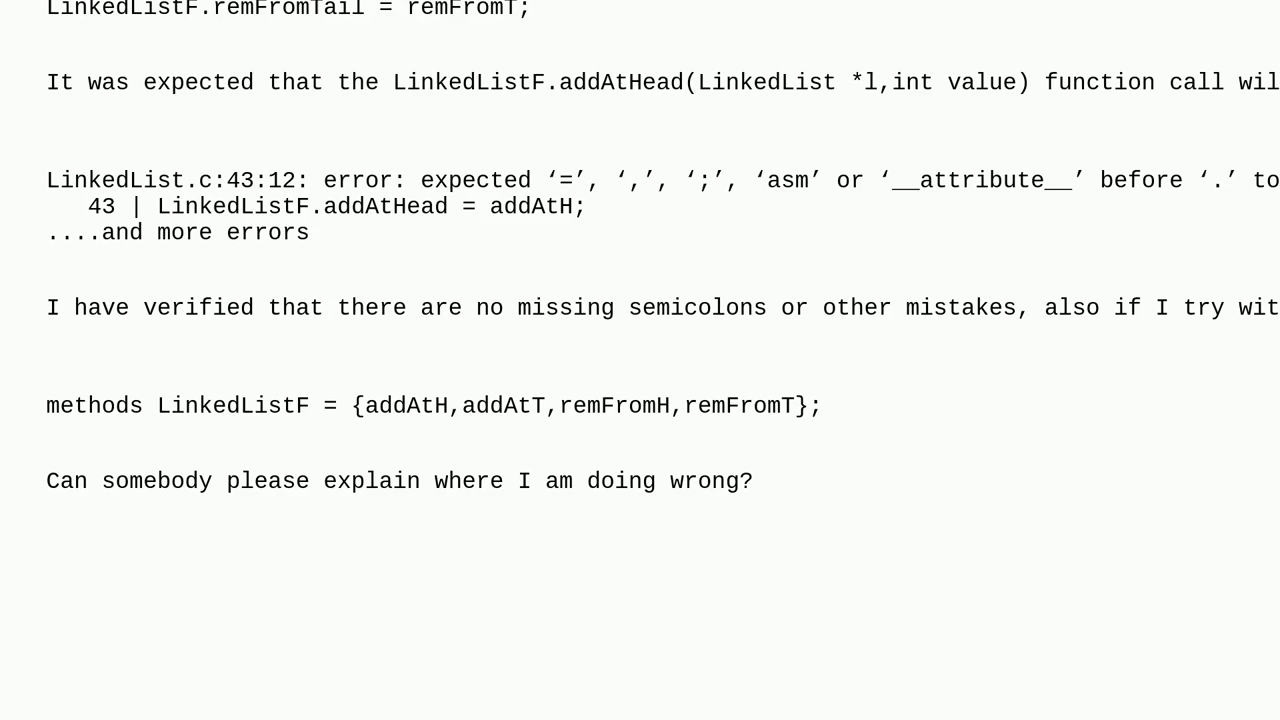 LinkedListF.remFromTail = remFromT;
It was expected that the LinkedListF.addAtHead(LinkedList *l,int value) function call wil
LinkedList.c:43:12: error: expected ‘=’, ‘,’, ‘;’, ‘asm’ or ‘__attribute__’ before ‘.’ to
43 | LinkedListF.addAtHead = addAtH;
....and more errors
I have verified that there are no missing semicolons or other mistakes, also if I try wit
methods LinkedListF = {addAtH,addAtT,remFromH,remFromT};
Can somebody please explain where I am doing wrong?